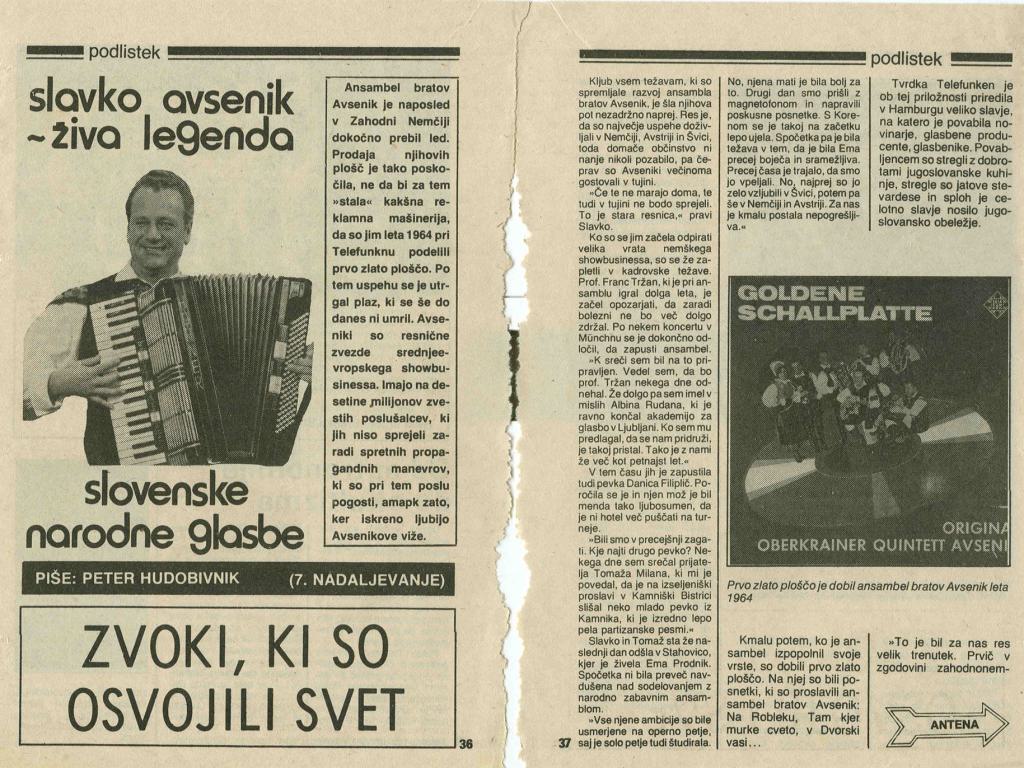 podlistek
slavko avsenik
~živa legenda
Ansambel bratov
Avsenik je naposled
v Zahodni Nemčiji
dokočno prebil led.
Prodaja njihovih
plošč je tako posko-
čila, ne da bi za tem
»stala« kakšna re-
klamna mašinerija,
da so jim leta 1964 pri
Telefunknu podelili
prvo zlato ploščo. Po
tem uspehu se je utr-
gal plaz, ki se še do
danes ni umril. Avse-
niki so resnične
zvezde srednjee-
vropskega showbu-
sinessa. Imajo na de-
setine milijonov zve-
stih poslušalcev, ki
jih niso sprejeli za-
radi spretnih propa-
gandnih manevrov,
ki so pri tem poslu
pogosti, amapk zato,
ker iskreno ljubijo
Avsenikove viže.
slovenske
narodne glasbe
PIŠE: PETER HUDOBIVNIK (7. NADALJEVANJE)
ZVOKI, KI SO
OSVOJILI SVET
36
podlistek
Kljub vsem težavam, ki so
spremljale razvoj ansambla
bratov Avsenik, je šla njihova
pot nezadržno naprej. Res je,
da so največje uspehe doživ-
ljali v Nemčiji, Avstriji in Švici,
toda domače občinstvo ni
nanje nikoli pozabilo, pa če-
prav so Avseniki večinoma
gostovali v tujini.
»Če te ne marajo doma, te
tudi v tujini ne bodo sprejeli.
To je stara resnica,« pravi
Slavko.
Ko so se jim začela odpirati
velika vrata nemškega
showbusinessa, so se že za-
pletli v kadrovske težave.
Prof. Franc Tržan, ki je pri an-
samblu igral dolga leta, je
začel opozarjati, da zaradi
bolezni ne bo več dolgo
zdržal. Po nekem koncertu v
Münchnu se je dokončno od-
ločil, da zapusti ansambel.
»K sreči sem bil na to pri-
pravljen. Vedel sem, da bo
prof. Tržan nekega dne od-
nehal. Že dolgo pa sem imel v
mislih Albina Rudana, ki je
ravno končal akademijo za
glasbo v Ljubljani. Ko sem mu
predlagal, da se nam pridruži,
je takoj pristal. Tako je z nami
že več kot petnajst let.«
V tem času jih je zapustila
tudi pevka Danica Filiplič. Po-
ročila se je in njen mož je bil
menda tako ljubosumen, da
je ni hotel več puščati na tur-
neje.
»Bili smo v precejšnji zaga-
ti. Kje najti drugo pevko? Ne-
kega dne sem srečal prijate-
lja Tomaža Milana, ki mi je
povedal, da je na izseljeniški
proslavi v Kamniški Bistrici
slišal neko mlado pevko iz
Kamnika, ki je izredno lepo
pela partizanske pesmi.«
Slavko in Tomaž sta še na-
slednji dan odšla v Stahovico,
kjer je živela Ema Prodnik.
Spočetka ni bila preveč nav-
dušena nad sodelovanjem z
narodno zabavnim ansam-
blom.
»Vse njene ambicije so bile
usmerjene na operno petje,
saj je solo petje tudi študirala.
37
No, njena mati je bila bolj za
to. Drugi dan smo prišli z
magnetofonom in napravili
poskusne posnetke. S Kore-
nom se je takoj na začetku
lepo ujela. Spočetka pa je bila
težava v tem, da je bila Ema
precej boječa in sramežljiva.
Precej časa je trajalo, da smo
jo vpeljali. No, najprej so jo
zelo vzljubili v Švici, potem pa
še v Nemčiji in Avstriji. Za nas
je kmalu postala nepogrešlji-
va.«
Tvrdka Telefunken je
ob tej priložnosti priredila
v Hamburgu veliko slavje,
na katero je povabila no-
vinarje, glasbene produ-
cente, glasbenike. Povab-
ljencem so stregli z dobro-
tami jugoslovanske kuhi-
nje, stregle so jatove ste-
vardese in sploh je ce-
lotno slavje nosilo jugo-
slovansko obeležje.
GOLDENE
SCHALLPLATTE
ORIGINA
OBERKRAINER QUINTETT AVSENI
Prvo zlato ploščo je dobil ansambel bratov Avsenik leta
1964
Kmalu potem, ko je an-
sambel izpopolnil svoje
vrste, so dobili prvo zlato
ploščo. Na njej so bili po-
snetki, ki so proslavili an-
sambel bratov Avsenik:
Na Robleku, Tam kjer
murke cveto, v Dvorski
vasi...
»To je bil za nas res
velik trenutek. Prvič v
zgodovini zahodnonem-
ANTENA